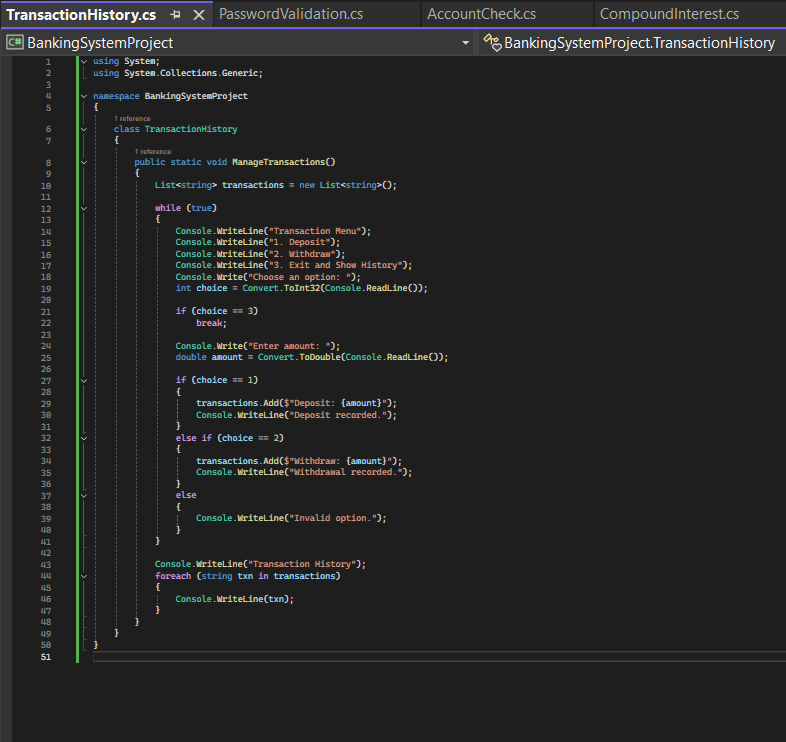 TransactionHistory.cs PasswordValidation.cs AccountCheck.cs CompoundInterest.cs
C# BankingSystemProject BankingSystemProject.TransactionHistory
1 using System;
2 using System.Collections.Generic;
3
4 namespace BankingSystemProject
5 {
1 reference
6 class TransactionHistory
7 {
1 reference
8 public static void ManageTransactions()
9 {
10 List<string> transactions = new List<string>();
11
12 while (true)
13 {
14 Console.WriteLine("Transaction Menu");
15 Console.WriteLine("1. Deposit");
16 Console.WriteLine("2. Withdraw");
17 Console.WriteLine("3. Exit and Show History");
18 Console.Write("Choose an option: ");
19 int choice = Convert.ToInt32(Console.ReadLine());
20
21 if (choice == 3)
22 break;
23
24 Console.Write("Enter amount: ");
25 double amount = Convert.ToDouble(Console.ReadLine());
26
27 if (choice == 1)
28 {
29 transactions.Add($"Deposit: {amount}");
30 Console.WriteLine("Deposit recorded.");
31 }
32 else if (choice == 2)
33 {
34 transactions.Add($"Withdraw: {amount}");
35 Console.WriteLine("Withdrawal recorded.");
36 }
37 else
38 {
39 Console.WriteLine("Invalid option.");
40 }
41 }
42
43 Console.WriteLine("Transaction History");
44 foreach (string txn in transactions)
45 {
46 Console.WriteLine(txn);
47 }
48 }
49 }
50 }
51